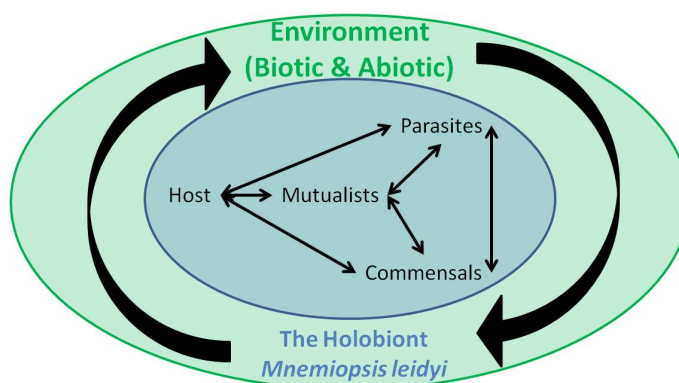 Environment
(Biotic & Abiotic)
Parasites
Host
Mutualists
Commensals
The Holobiont
Mnemiopsis leidyi